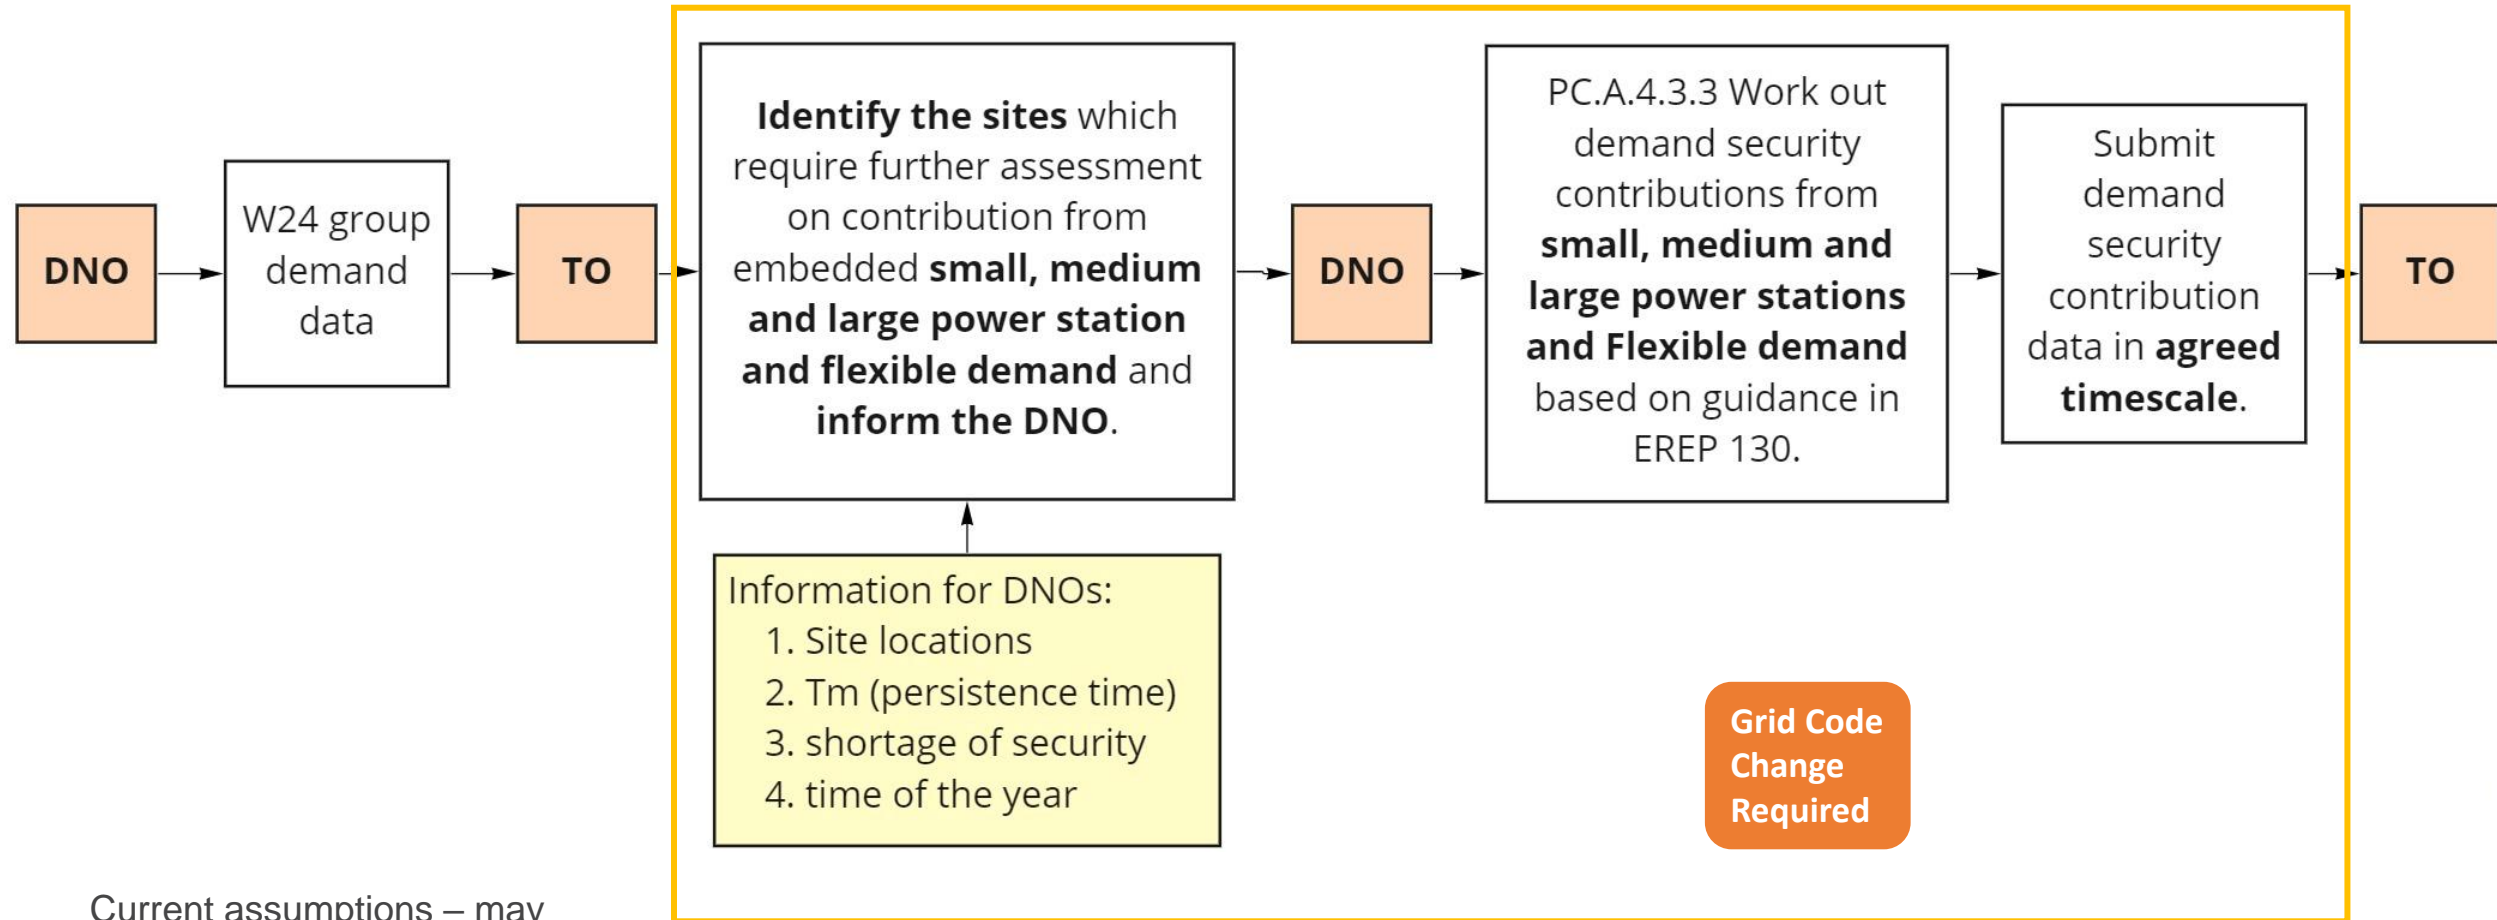 DNO
W24 group
demand
data
TO
Identify the sites which
require further assessment
on contribution from
embedded small, medium
and large power station
and flexible demand and
inform the DNO.
Information for DNOs:
1. Site locations
2. Tm (persistence time)
3. shortage of security
4. time of the year
DNO
PC.A.4.3.3 Work out
demand security
contributions from
small, medium and
large power stations
and Flexible demand
based on guidance in
EREP 130.
Submit
demand
security
contribution
data in agreed
timescale.
TO
Grid Code
Change
Required
Current assumptions – may